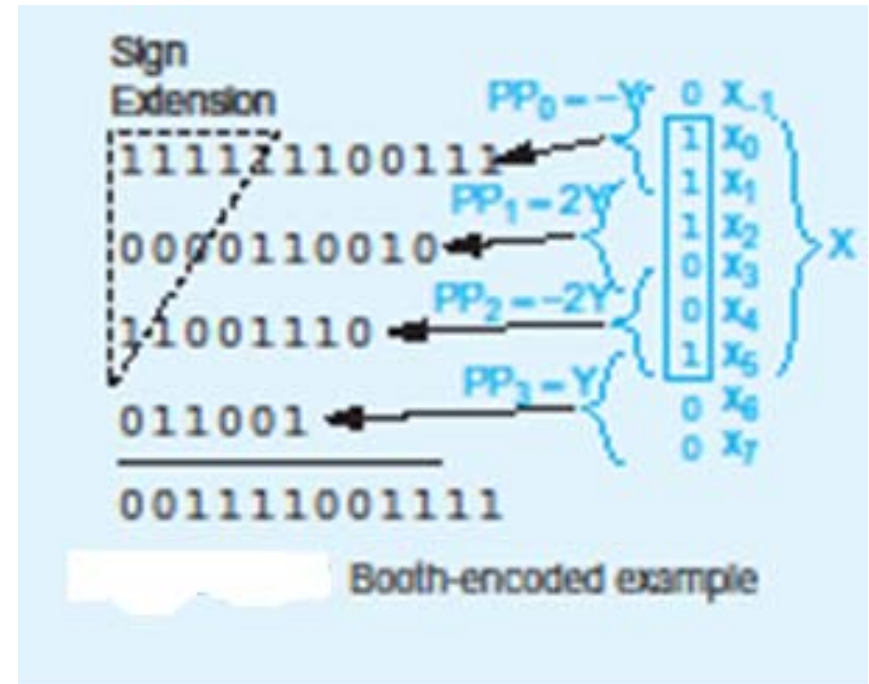 Sign
Extension
PP0 = –Y 0 x-1
111111100111 1 x0
1 x1
PP1 = 2Y 1 x2
0000110010 0 x3
PP2 = –2Y 0 x4
11001110 1 x5
PP3 = Y 0 x6
011001 0 x7
X
001111001111
Booth-encoded example